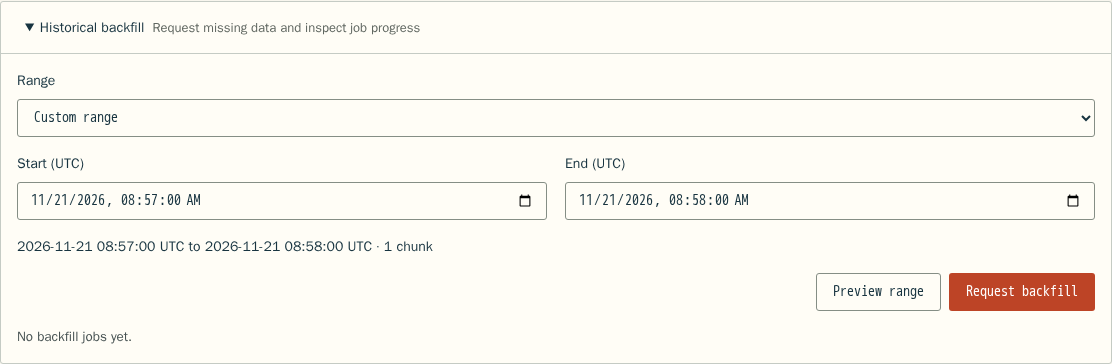 ▼ Historical backfill Request missing data and inspect job progress
Range
Custom range
Start (UTC) End (UTC)
11/21/2026, 08:57:00 AM 11/21/2026, 08:58:00 AM
2026-11-21 08:57:00 UTC to 2026-11-21 08:58:00 UTC · 1 chunk
Preview range Request backfill
No backfill jobs yet.